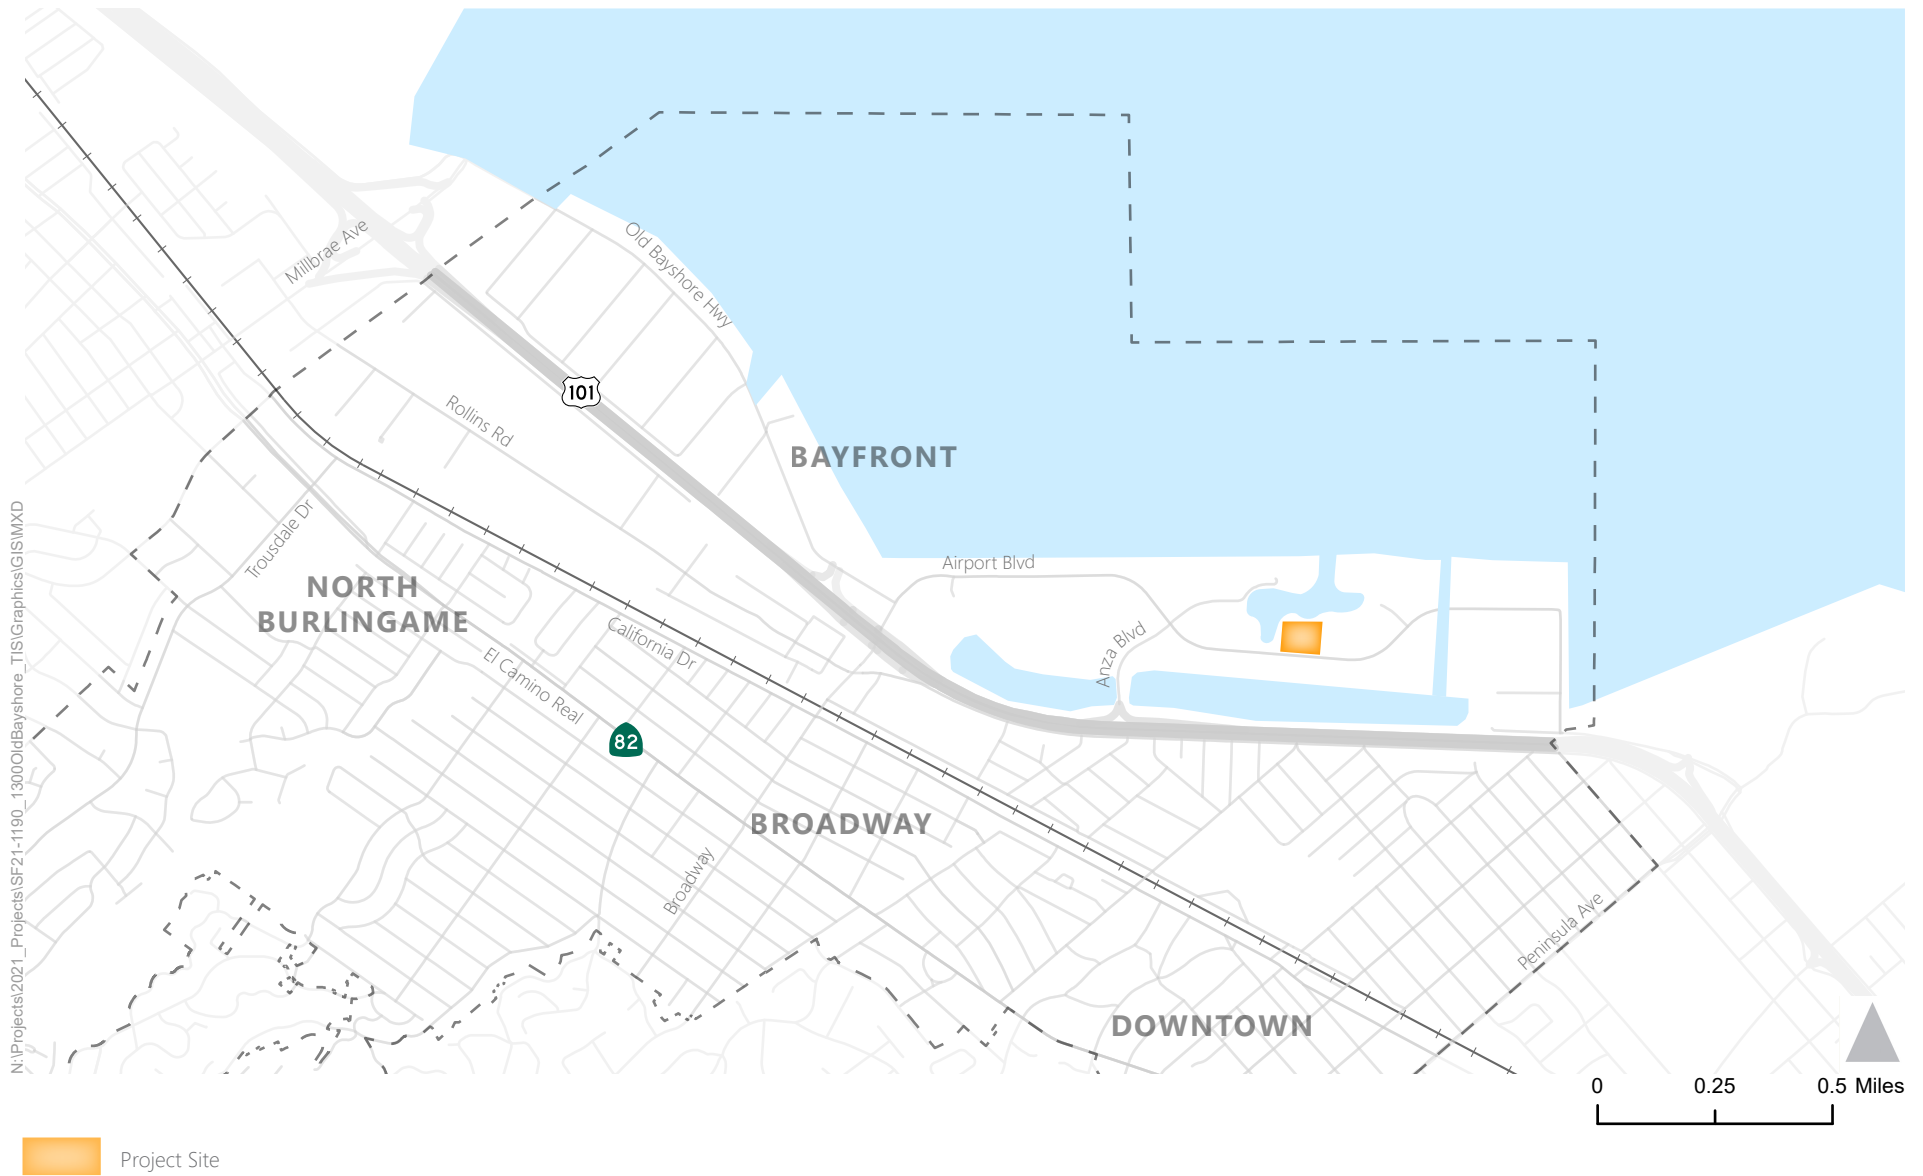 Millbrae Ave
Old Bayshore Hwy
101
Rollins Rd
BAYFRONT
Trousdale Dr
NORTH
BURLINGAME
Airport Blvd
California Dr
Anza Blvd
El Camino Real
82
BROADWAY
Broadway
Peninsula Ave
DOWNTOWN
N:\Projects\2021_Projects\SF21-1190_1300OldBayshore_TIS\Graphics\GIS\MXD
0 0.25 0.5 Miles
Project Site